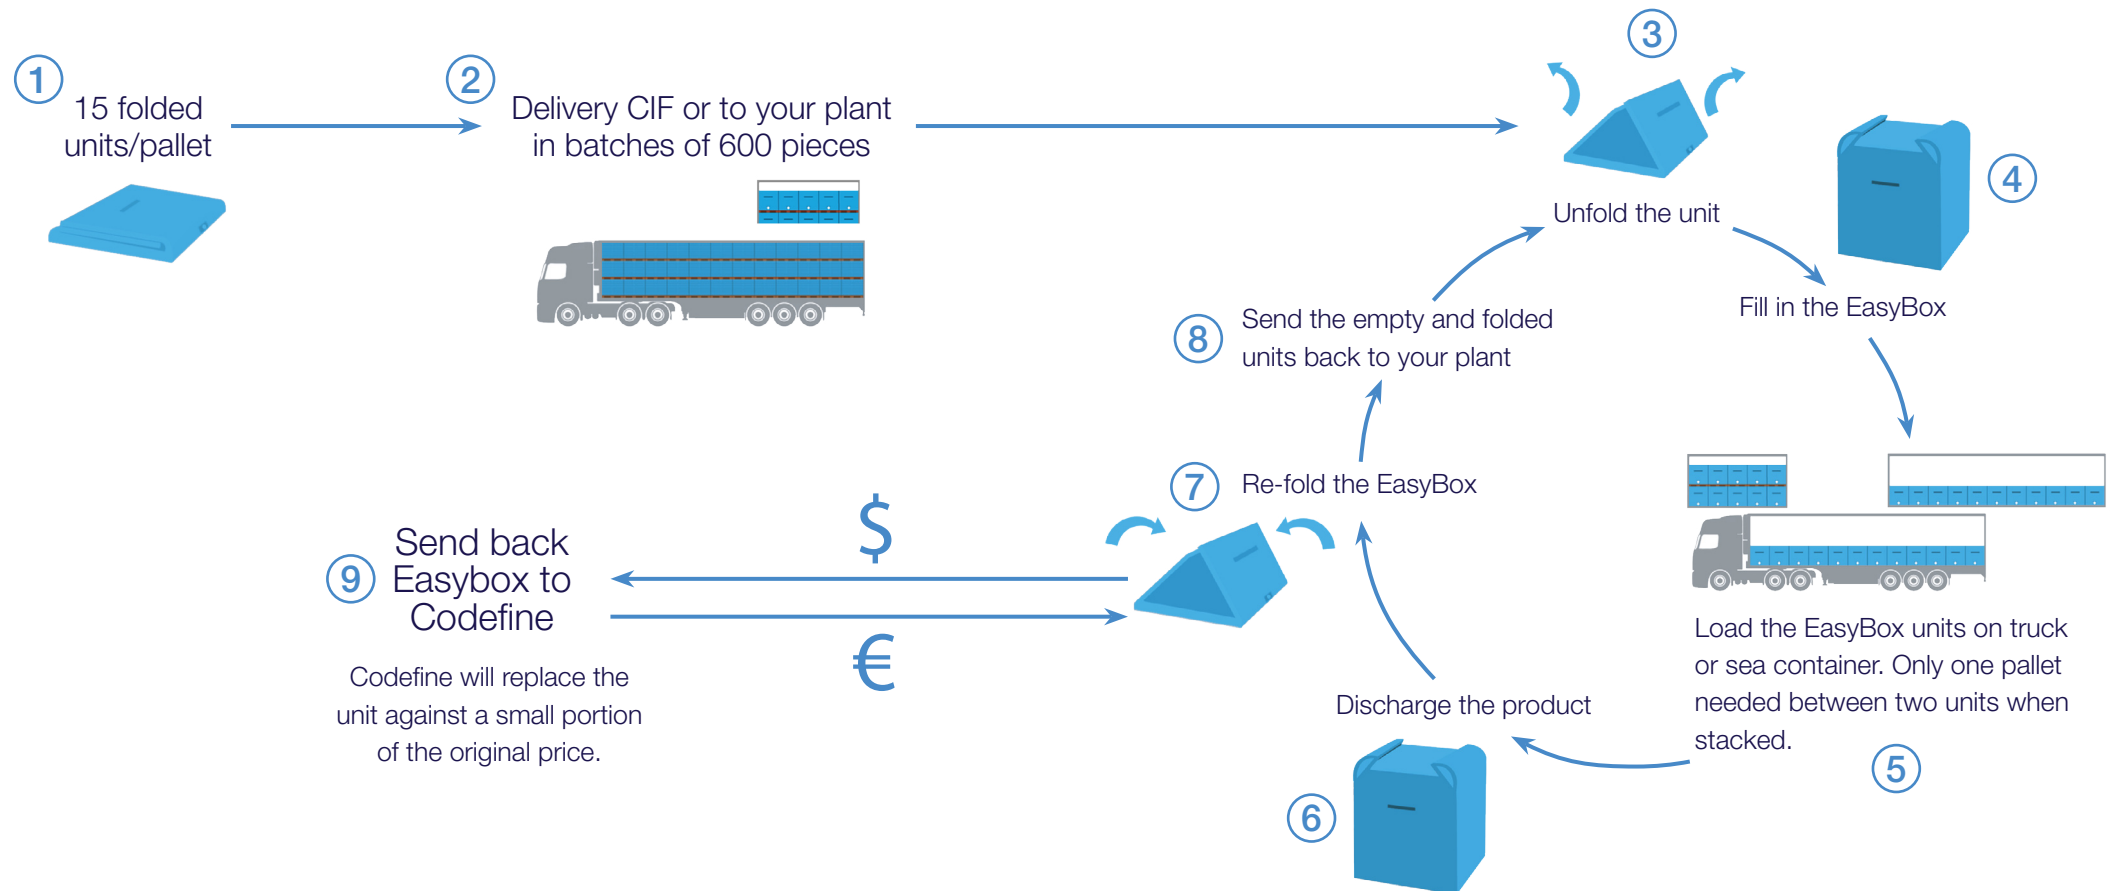 1
15 folded
units/pallet
2
Delivery CIF or to your plant
in batches of 600 pieces
3
Unfold the unit
4
Fill in the EasyBox
Load the EasyBox units on truck
or sea container. Only one pallet
needed between two units when
stacked.
5
Discharge the product
6
7
Re-fold the EasyBox
8
Send the empty and folded
units back to your plant
$
€
9
Send back
Easybox to
Codefine
Codefine will replace the
unit against a small portion
of the original price.